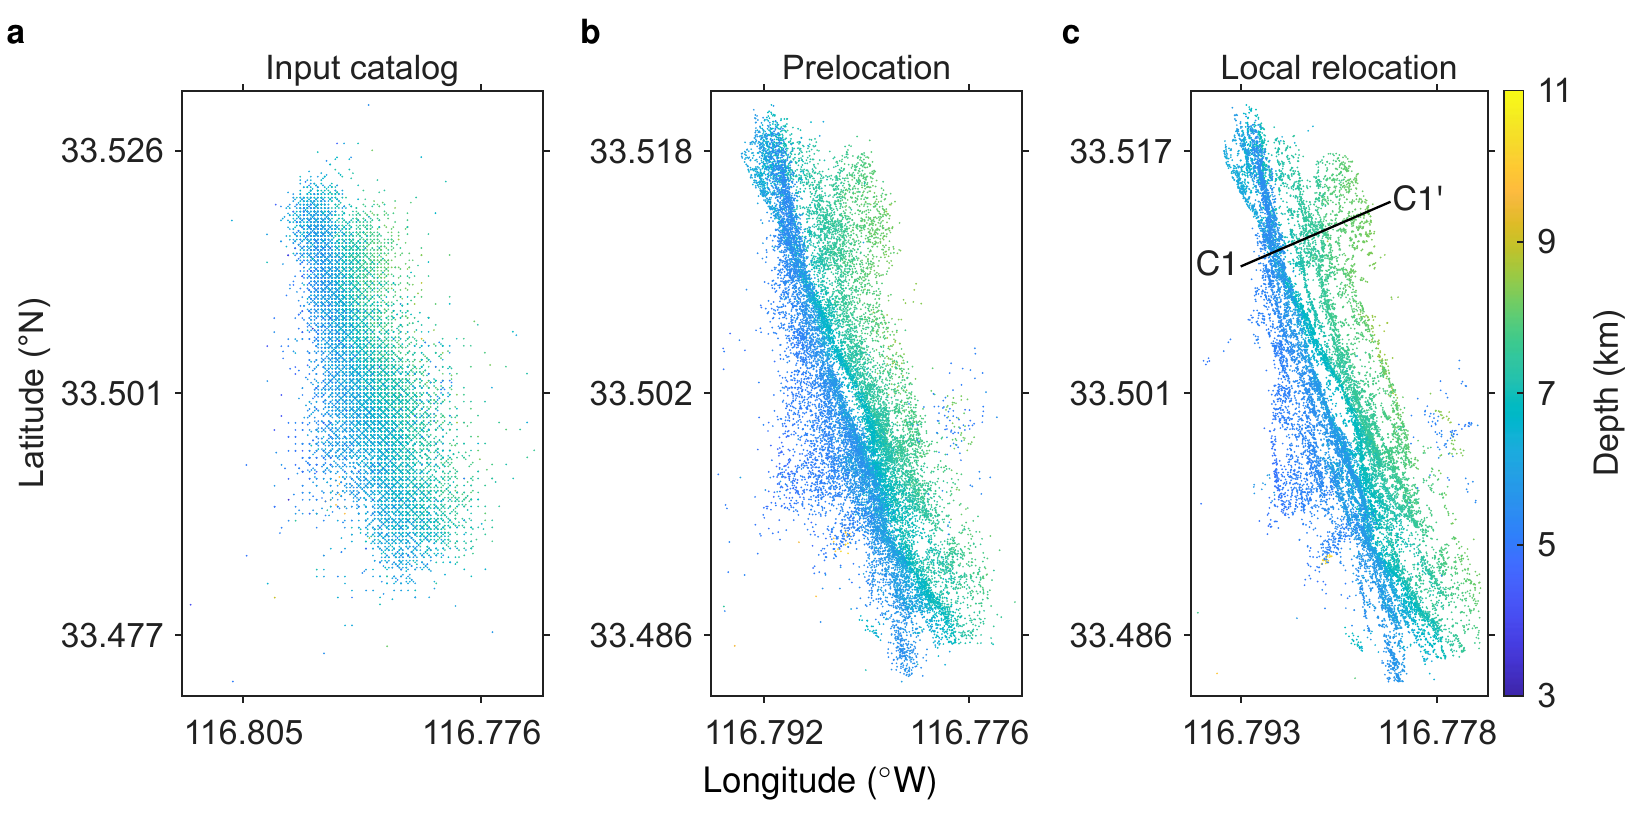 a
b
c
Input catalog
Prelocation
Local relocation
33.526
33.501
33.477
116.805
116.776
Latitude (°N)
33.518
33.502
33.486
116.792
116.776
Longitude (°W)
33.517
33.501
33.486
116.793
116.778
C1
C1'
11
9
7
5
3
Depth (km)